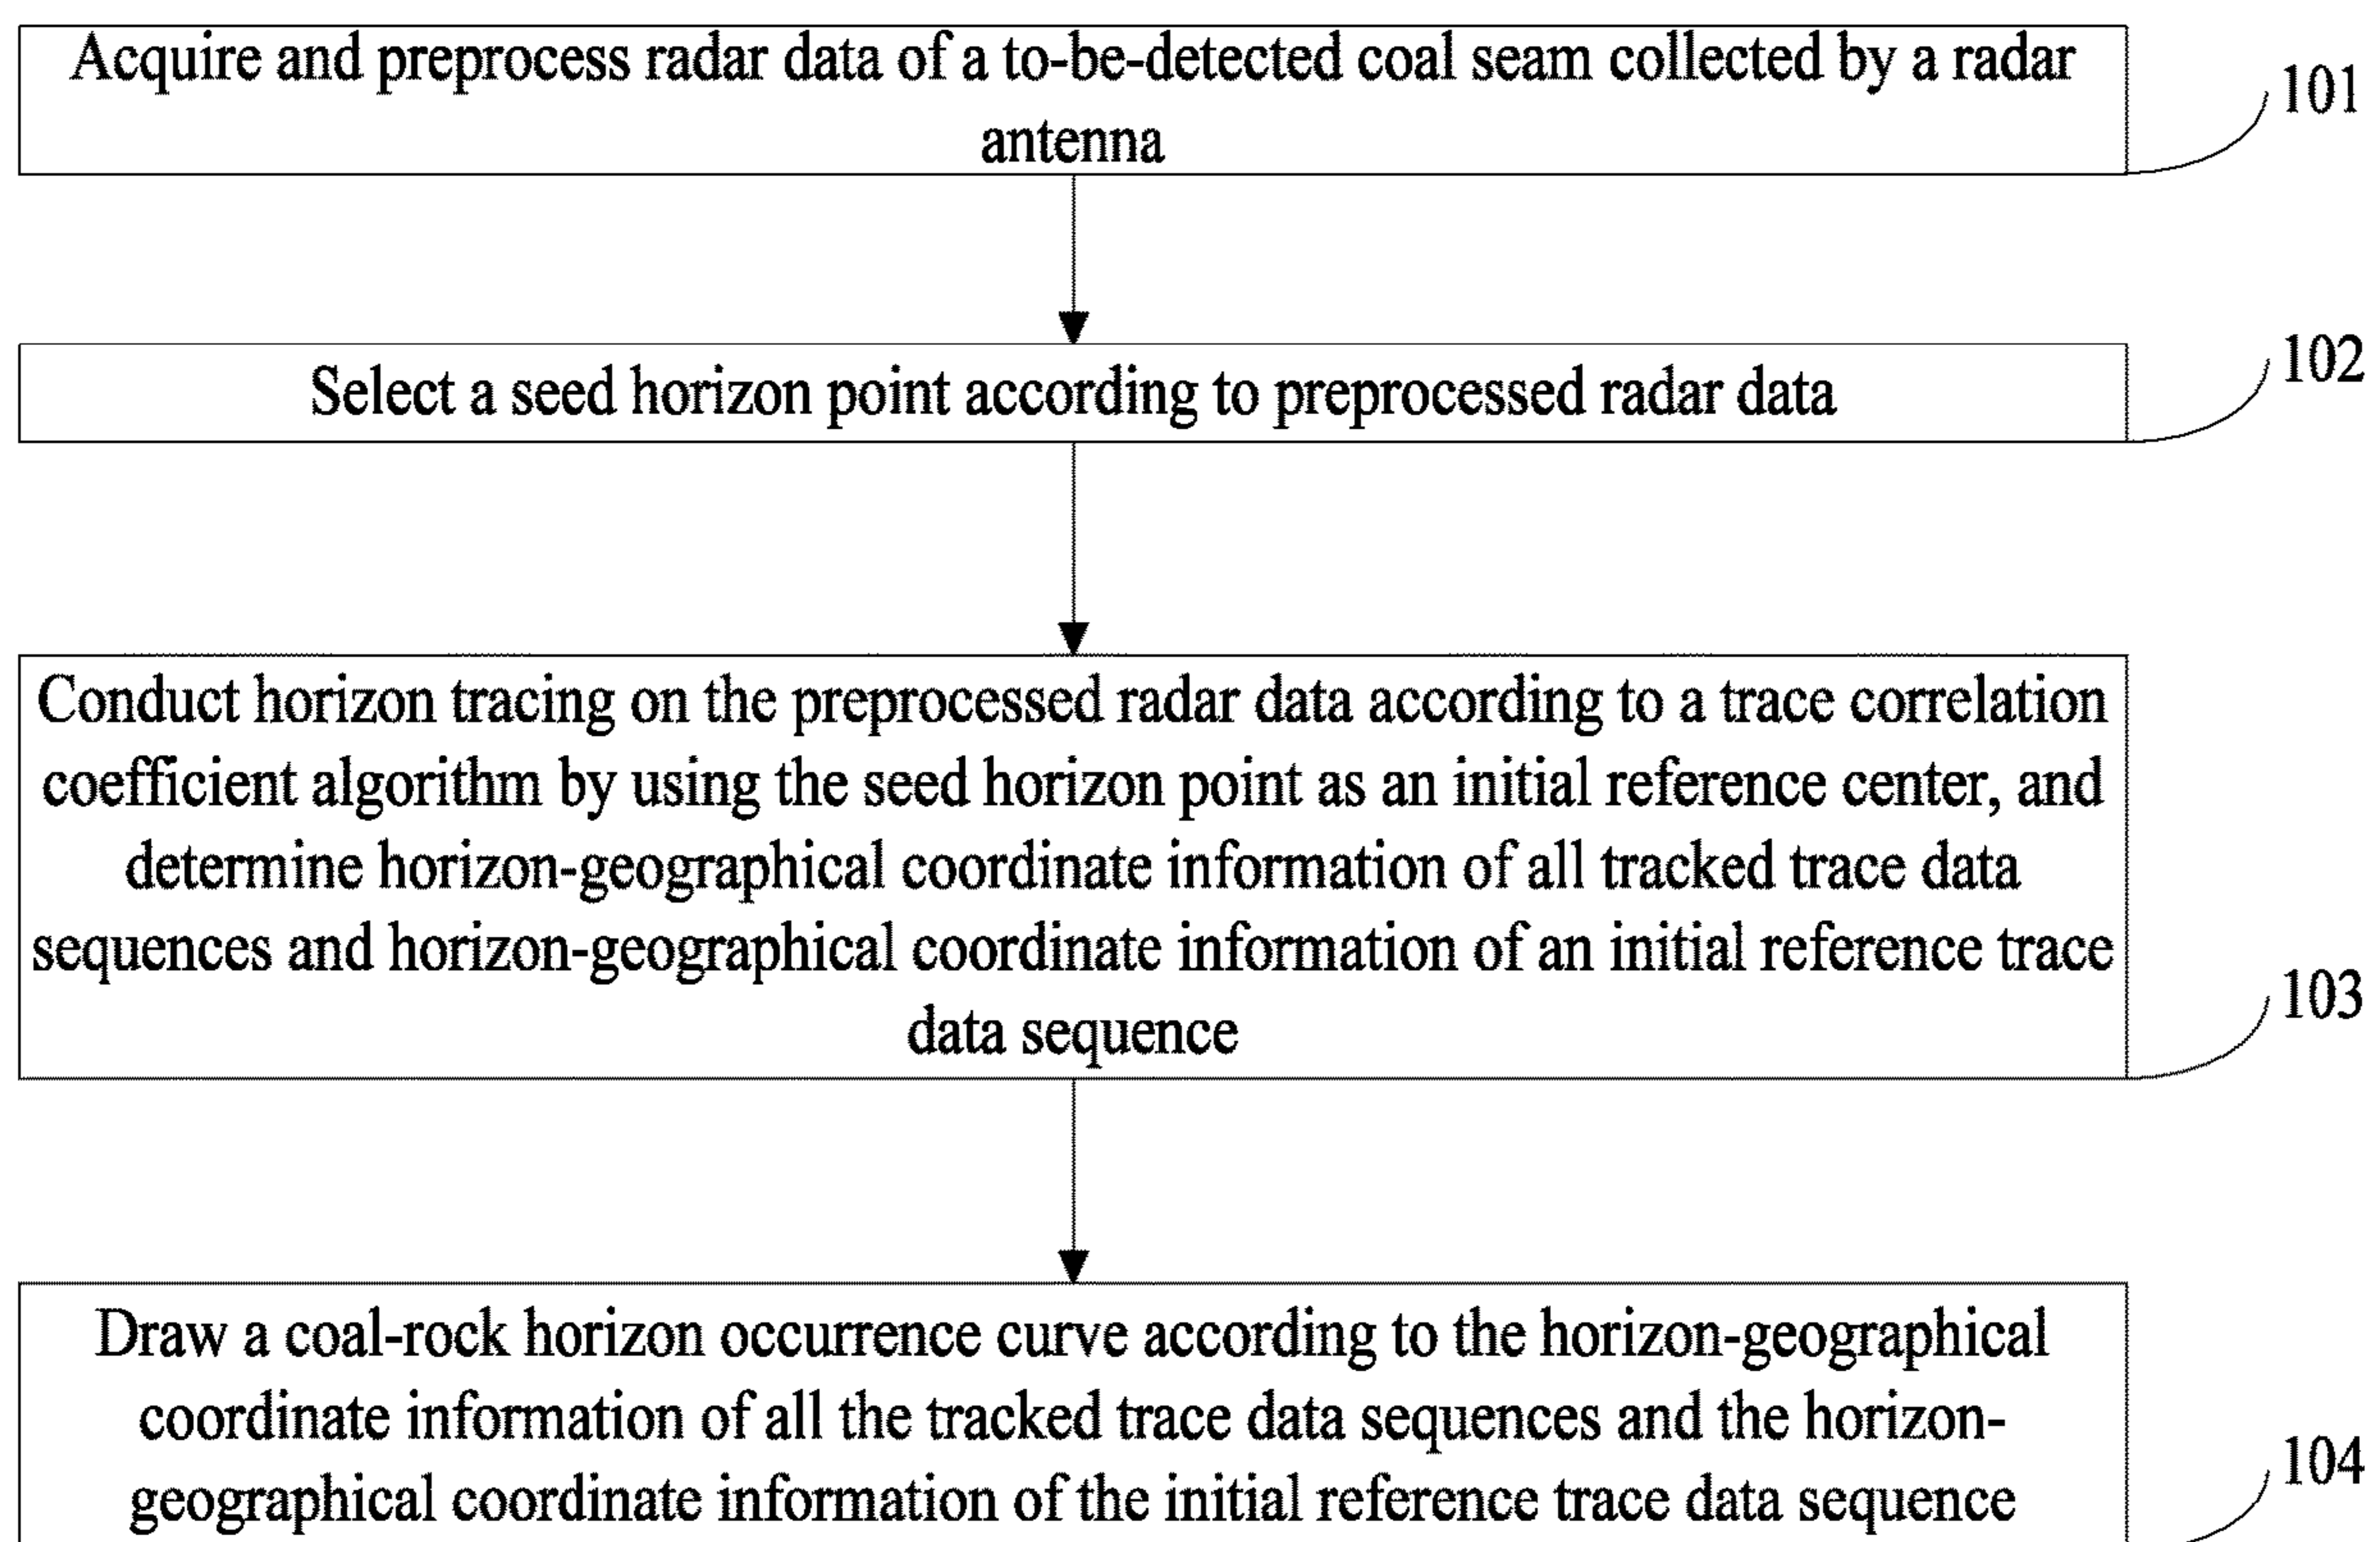 Acquire and preprocess radar data of a to-be-detected coal seam collected by a radar
antenna
101
Select a seed horizon point according to preprocessed radar data
102
Conduct horizon tracing on the preprocessed radar data according to a trace correlation
coefficient algorithm by using the seed horizon point as an initial reference center, and
determine horizon-geographical coordinate information of all tracked trace data
sequences and horizon-geographical coordinate information of an initial reference trace
data sequence
103
Draw a coal-rock horizon occurrence curve according to the horizon-geographical
coordinate information of all the tracked trace data sequences and the horizon-
geographical coordinate information of the initial reference trace data sequence
104